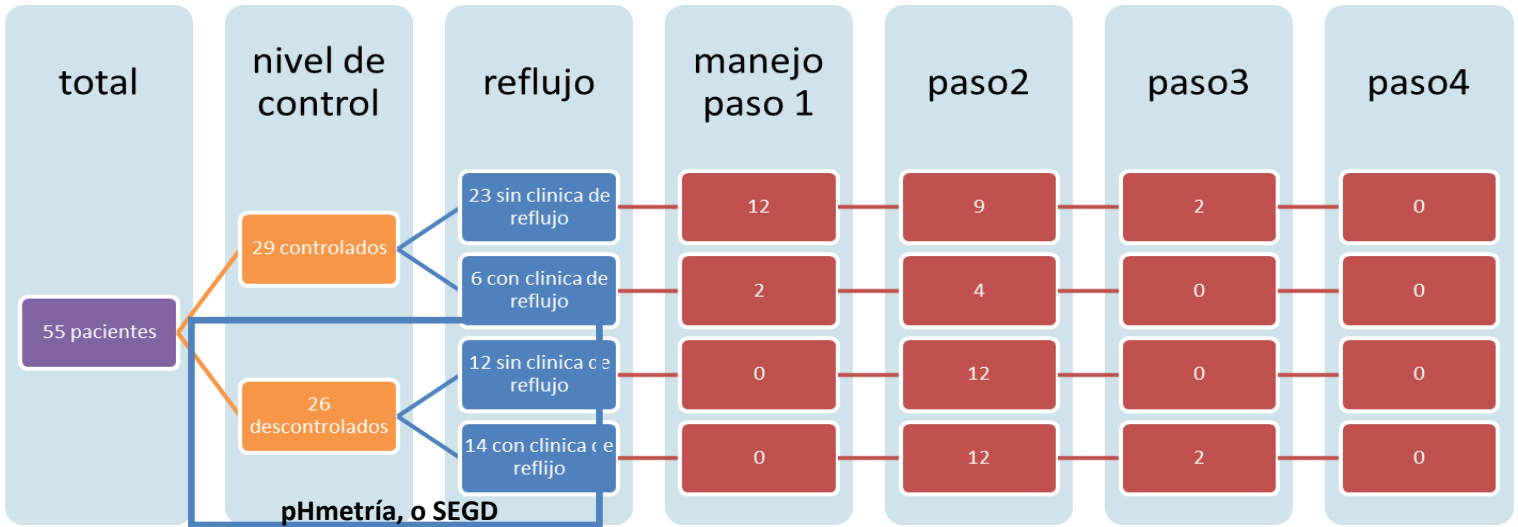 total
nivel de
control
reflujo
manejo
paso 1
paso2
paso3
paso4
55 pacientes
29 controlados
23 sin clinica de
reflujo
12
9
2
0
6 con clinica de
reflujo
2
4
0
0
26
descontrolados
12 sin clinica de
reflujo
0
12
0
0
14 con clinica de
reflijo
0
12
2
0
pHmetría, o SEGD